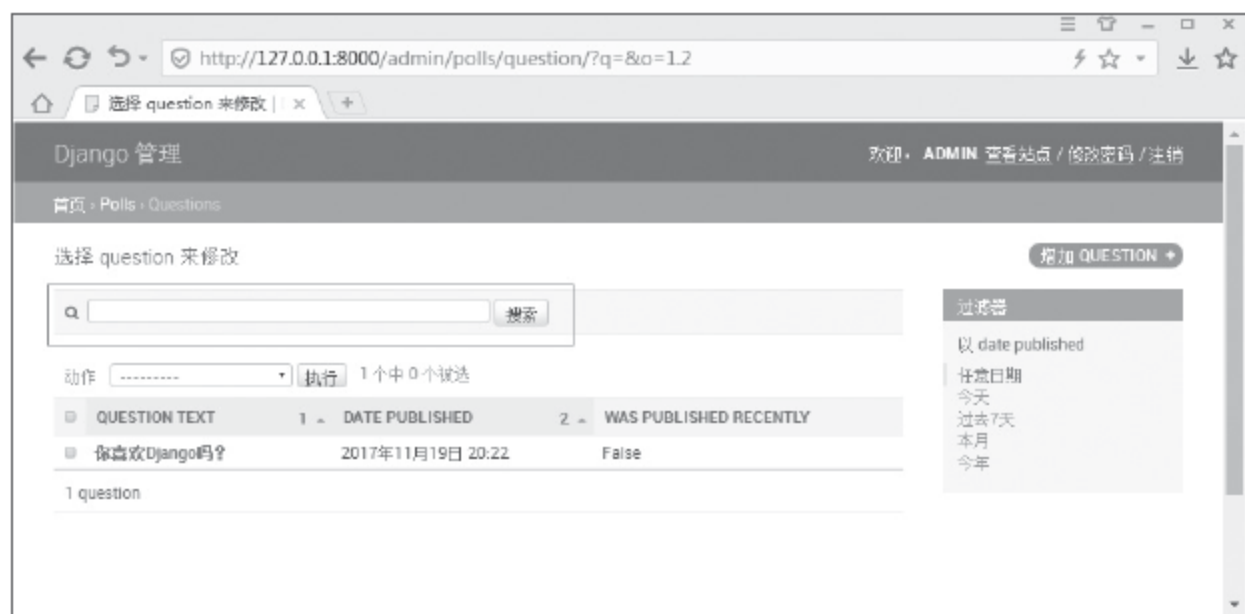 http://127.0.0.1:8000/admin/polls/question/?q=&o=1.2
选择 question 来修改 |
Django 管理
欢迎， ADMIN 查看站点 / 修改密码 / 注销
首页 › Polls › Questions
选择 question 来修改
增加 QUESTION +
搜索
过滤器
以 date published
任意日期
今天
过去7天
本月
今年
动作 --------- 执行 1 个中 0 个被选
QUESTION TEXT 1 DATE PUBLISHED 2 WAS PUBLISHED RECENTLY
你喜欢Django吗？ 2017年11月19日 20:22 False
1 question